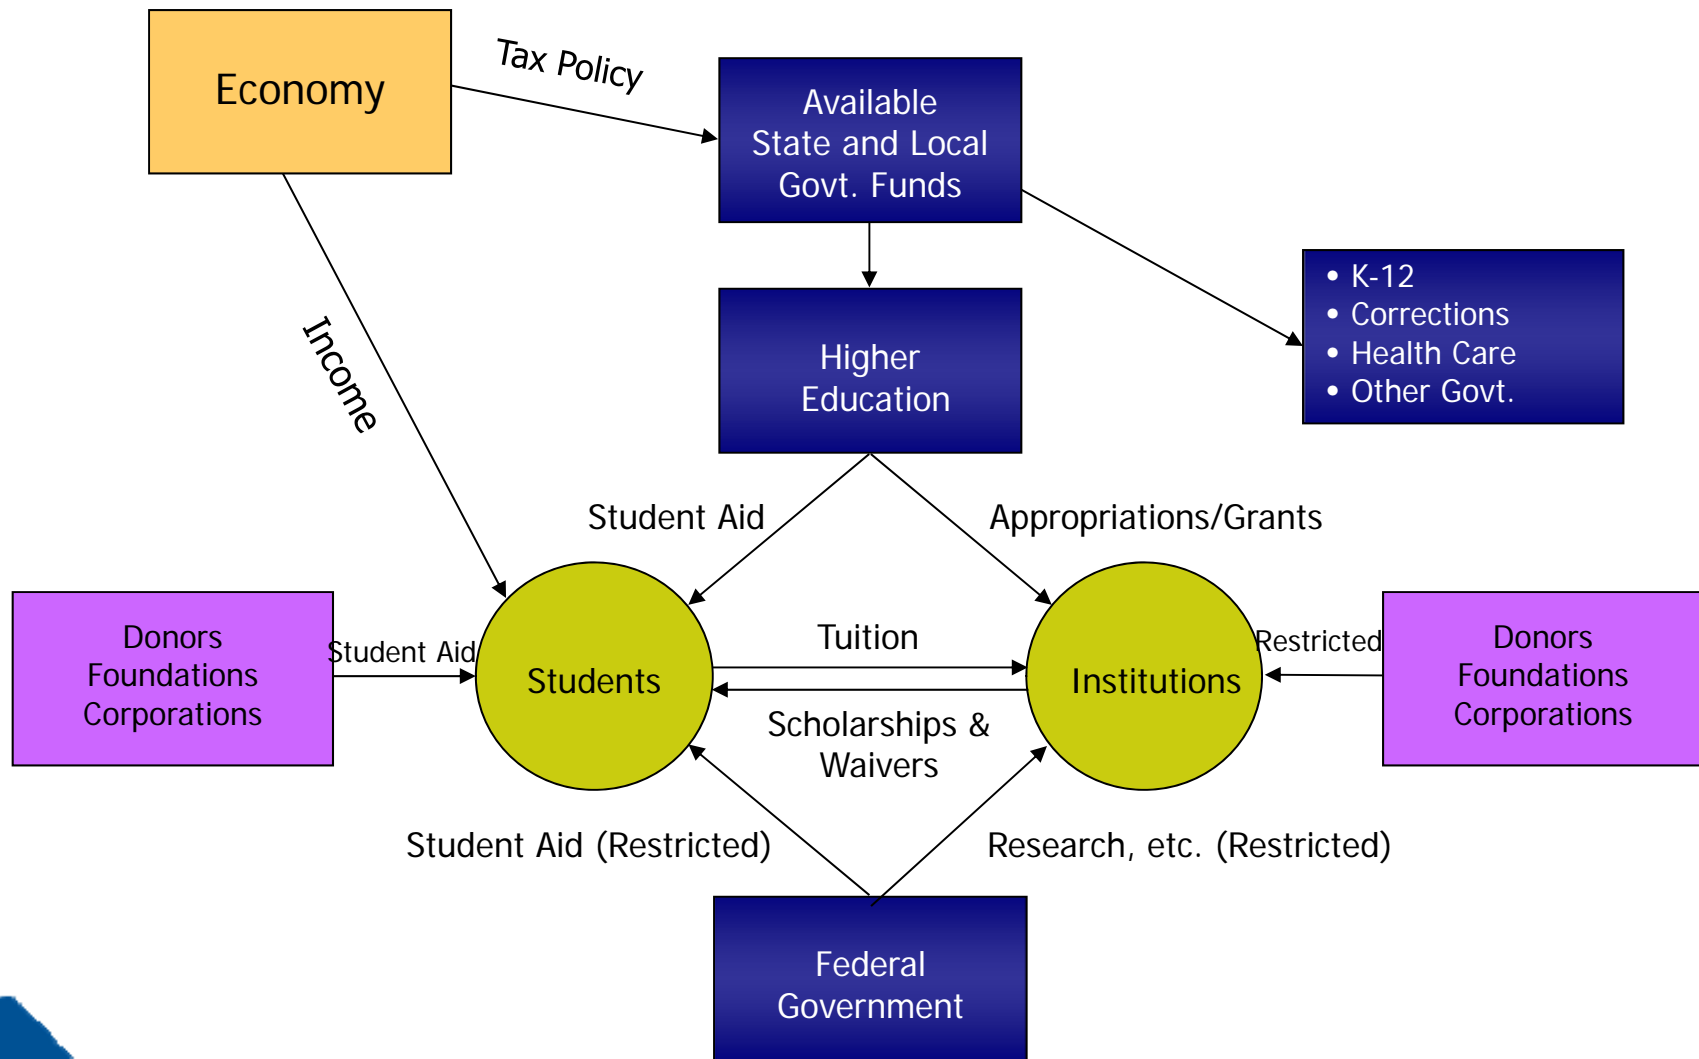 Economy
Tax Policy
Available
State and Local
Govt. Funds
• K-12
• Corrections
• Health Care
• Other Govt.
Income
Higher
Education
Student Aid
Appropriations/Grants
Donors
Foundations
Corporations
Student Aid
Students
Tuition
Scholarships &
Waivers
Institutions
Restricted
Donors
Foundations
Corporations
Student Aid (Restricted)
Research, etc. (Restricted)
Federal
Government